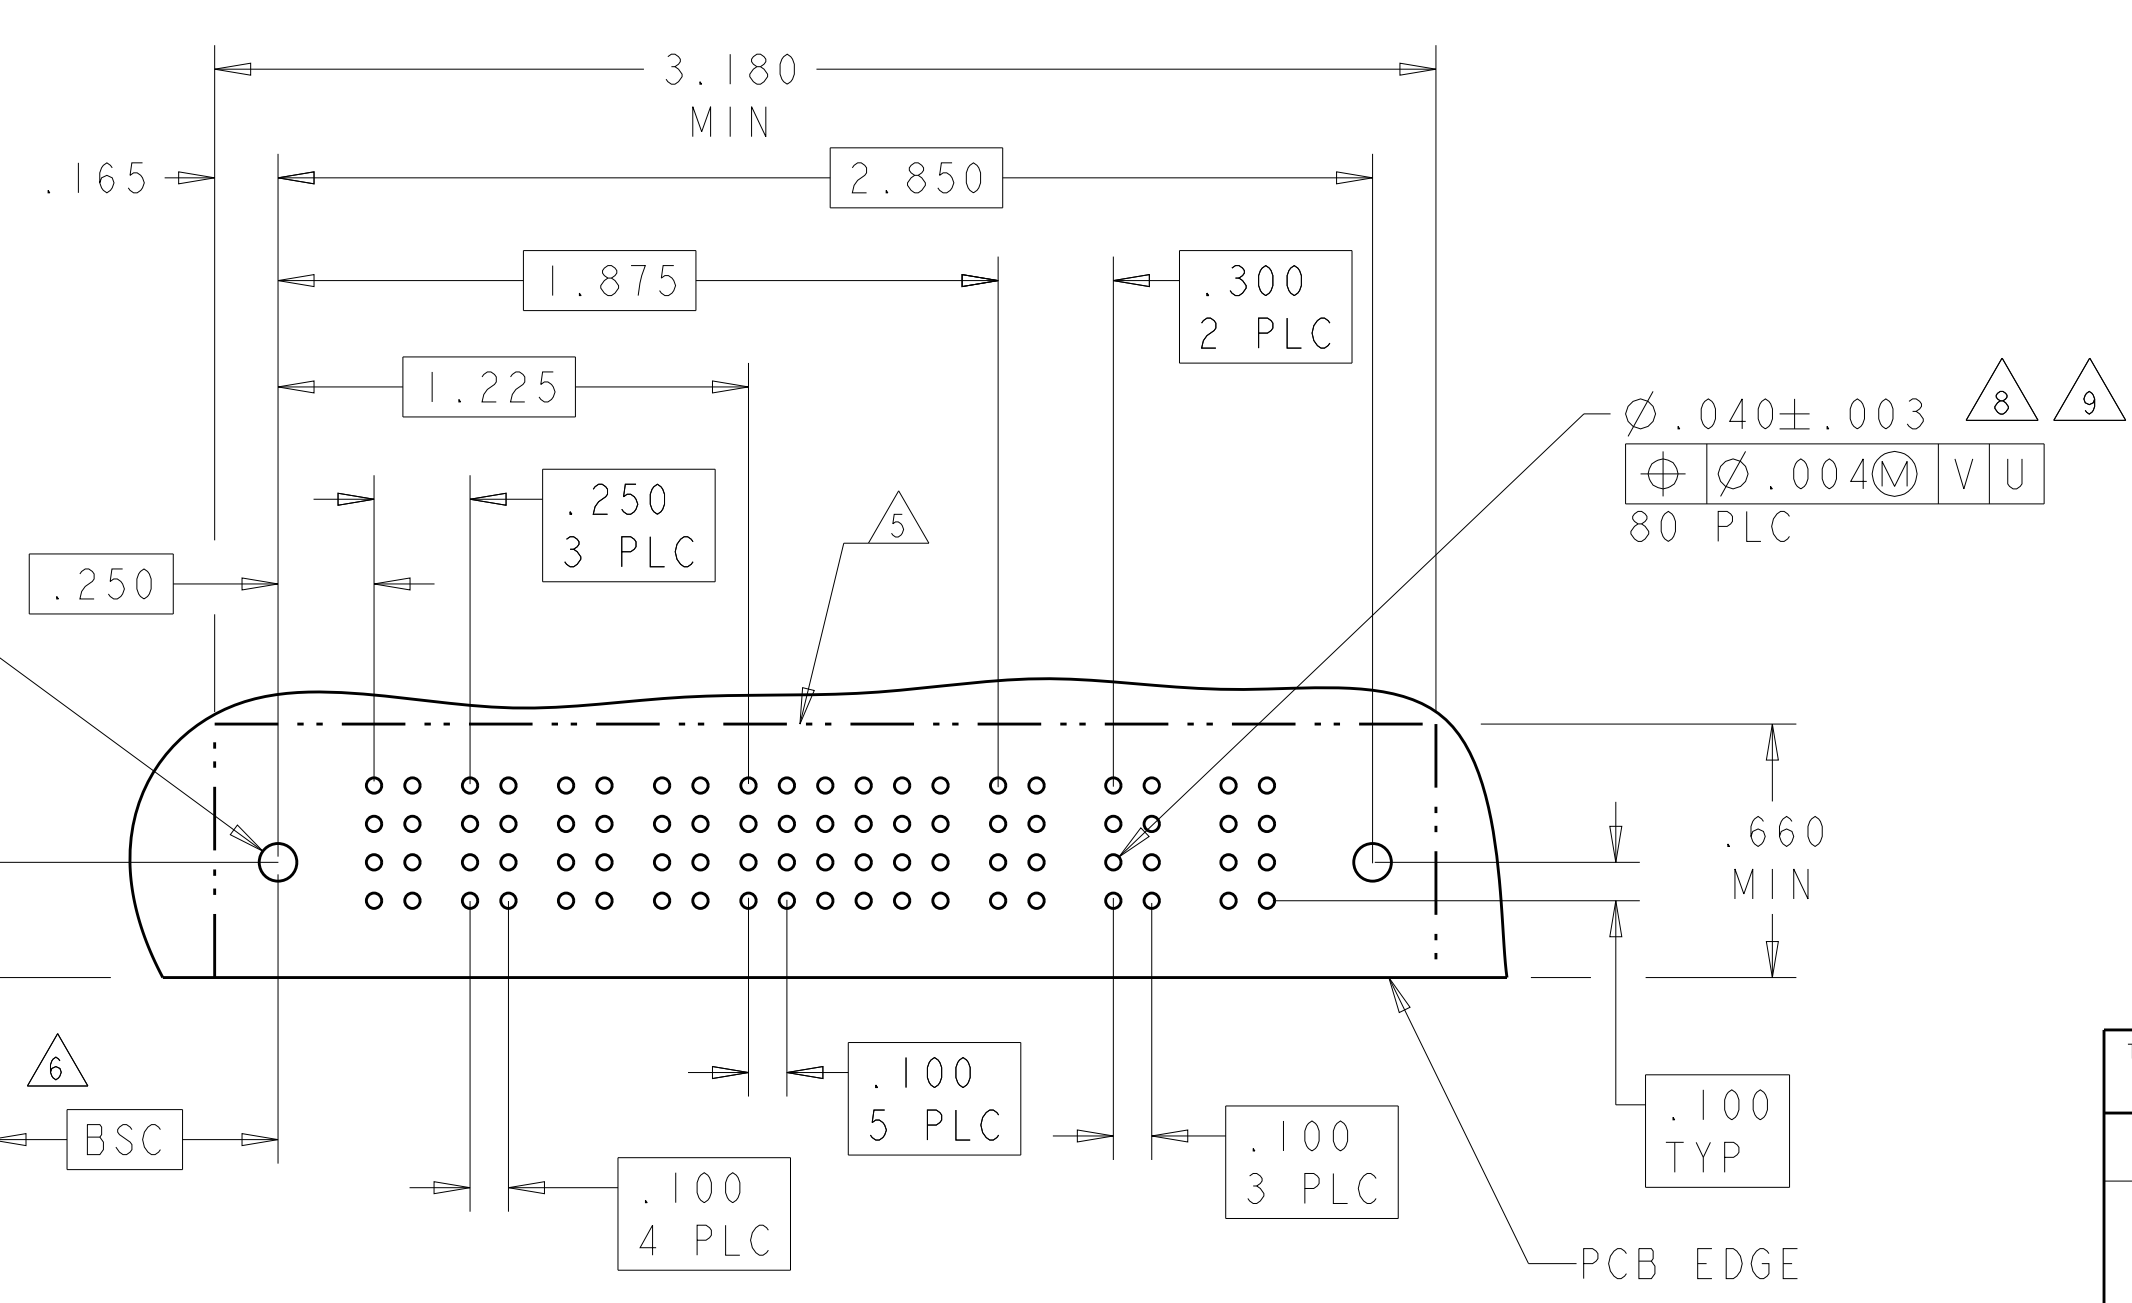 3.180
MIN
.165
2.850
1.875
.300
2 PLC
1.225
Ø.040±.003
8
9
⌖ Ø.004Ⓜ V U
80 PLC
.250
3 PLC
5
.250
.660
MIN
6
BSC
.100
5 PLC
.100
3 PLC
.100
TYP
.100
4 PLC
PCB EDGE